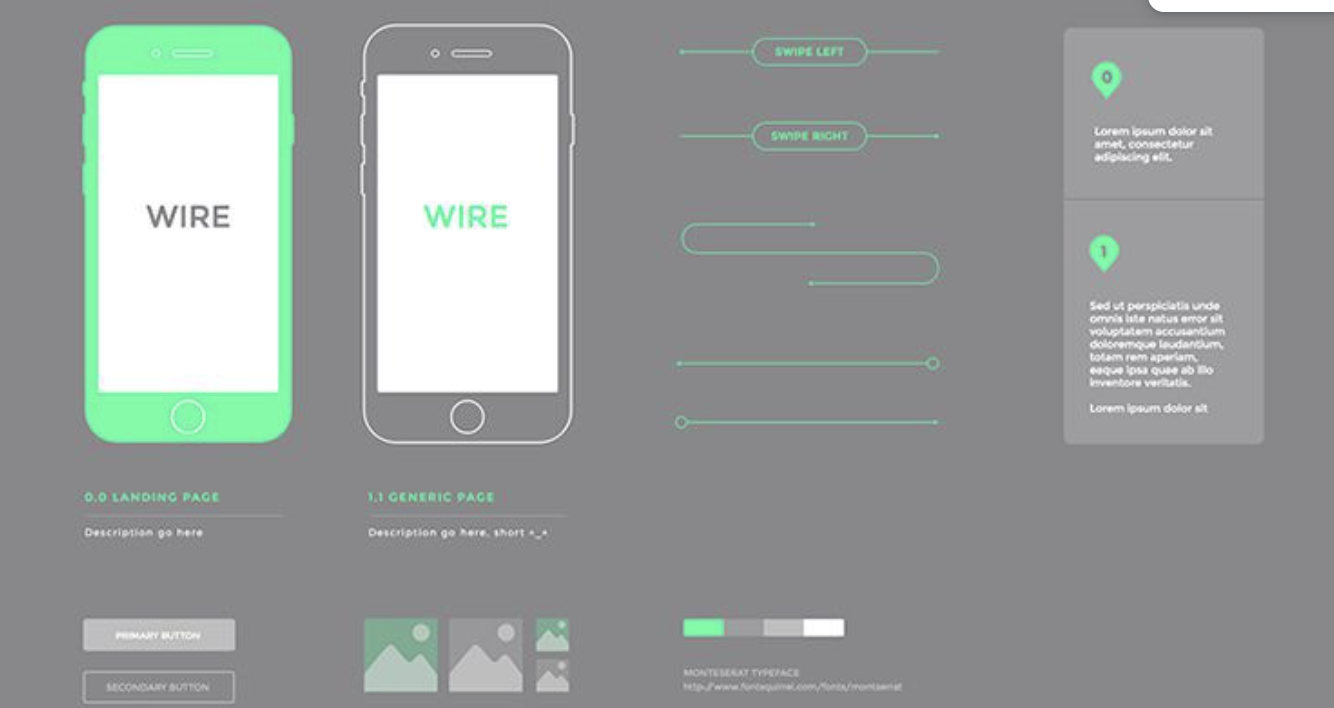 WIRE
WIRE
SWIPE LEFT
SWIPE RIGHT
0
Lorem ipsum dolor sit
amet, consectetur
adipiscing elit.
1
Sed ut perspiciatis unde
omnis iste natus error sit
voluptatem accusantium
doloremque laudantium,
totam rem aperiam,
eaque ipsa quae ab illo
inventore veritatis.
Lorem ipsum dolor sit
0.0 LANDING PAGE
Description go here
1.1 GENERIC PAGE
Description go here, short ^_^
PRIMARY BUTTON
SECONDARY BUTTON
MONTESERAT TYPEFACE
http://www.fontsquirrel.com/fonts/montserrat